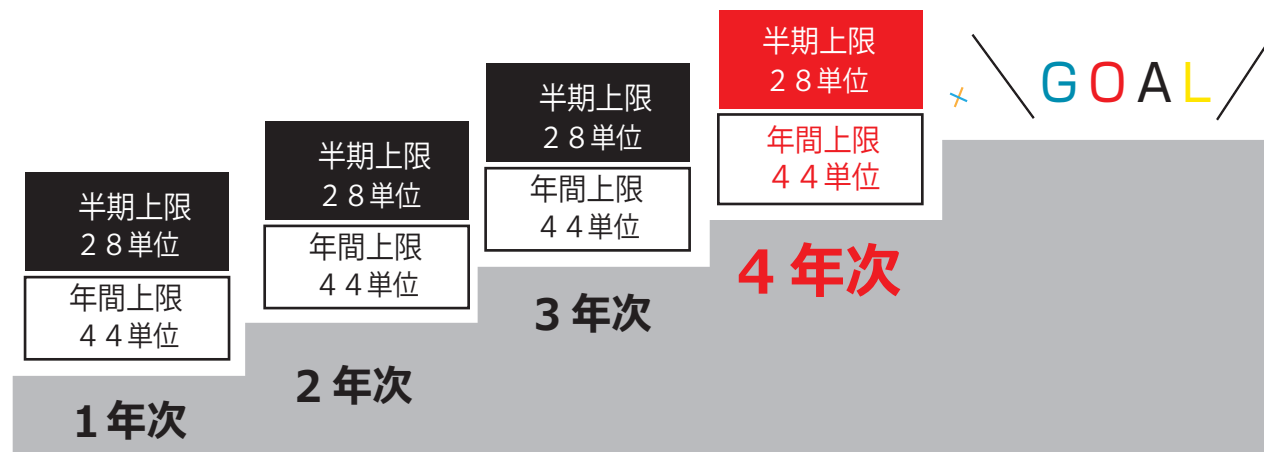 半期上限
２８単位
年間上限
４４単位
1 年次
半期上限
２８単位
年間上限
４４単位
2 年次
半期上限
２８単位
年間上限
４４単位
3 年次
半期上限
２８単位
年間上限
４４単位
4 年次
GOAL